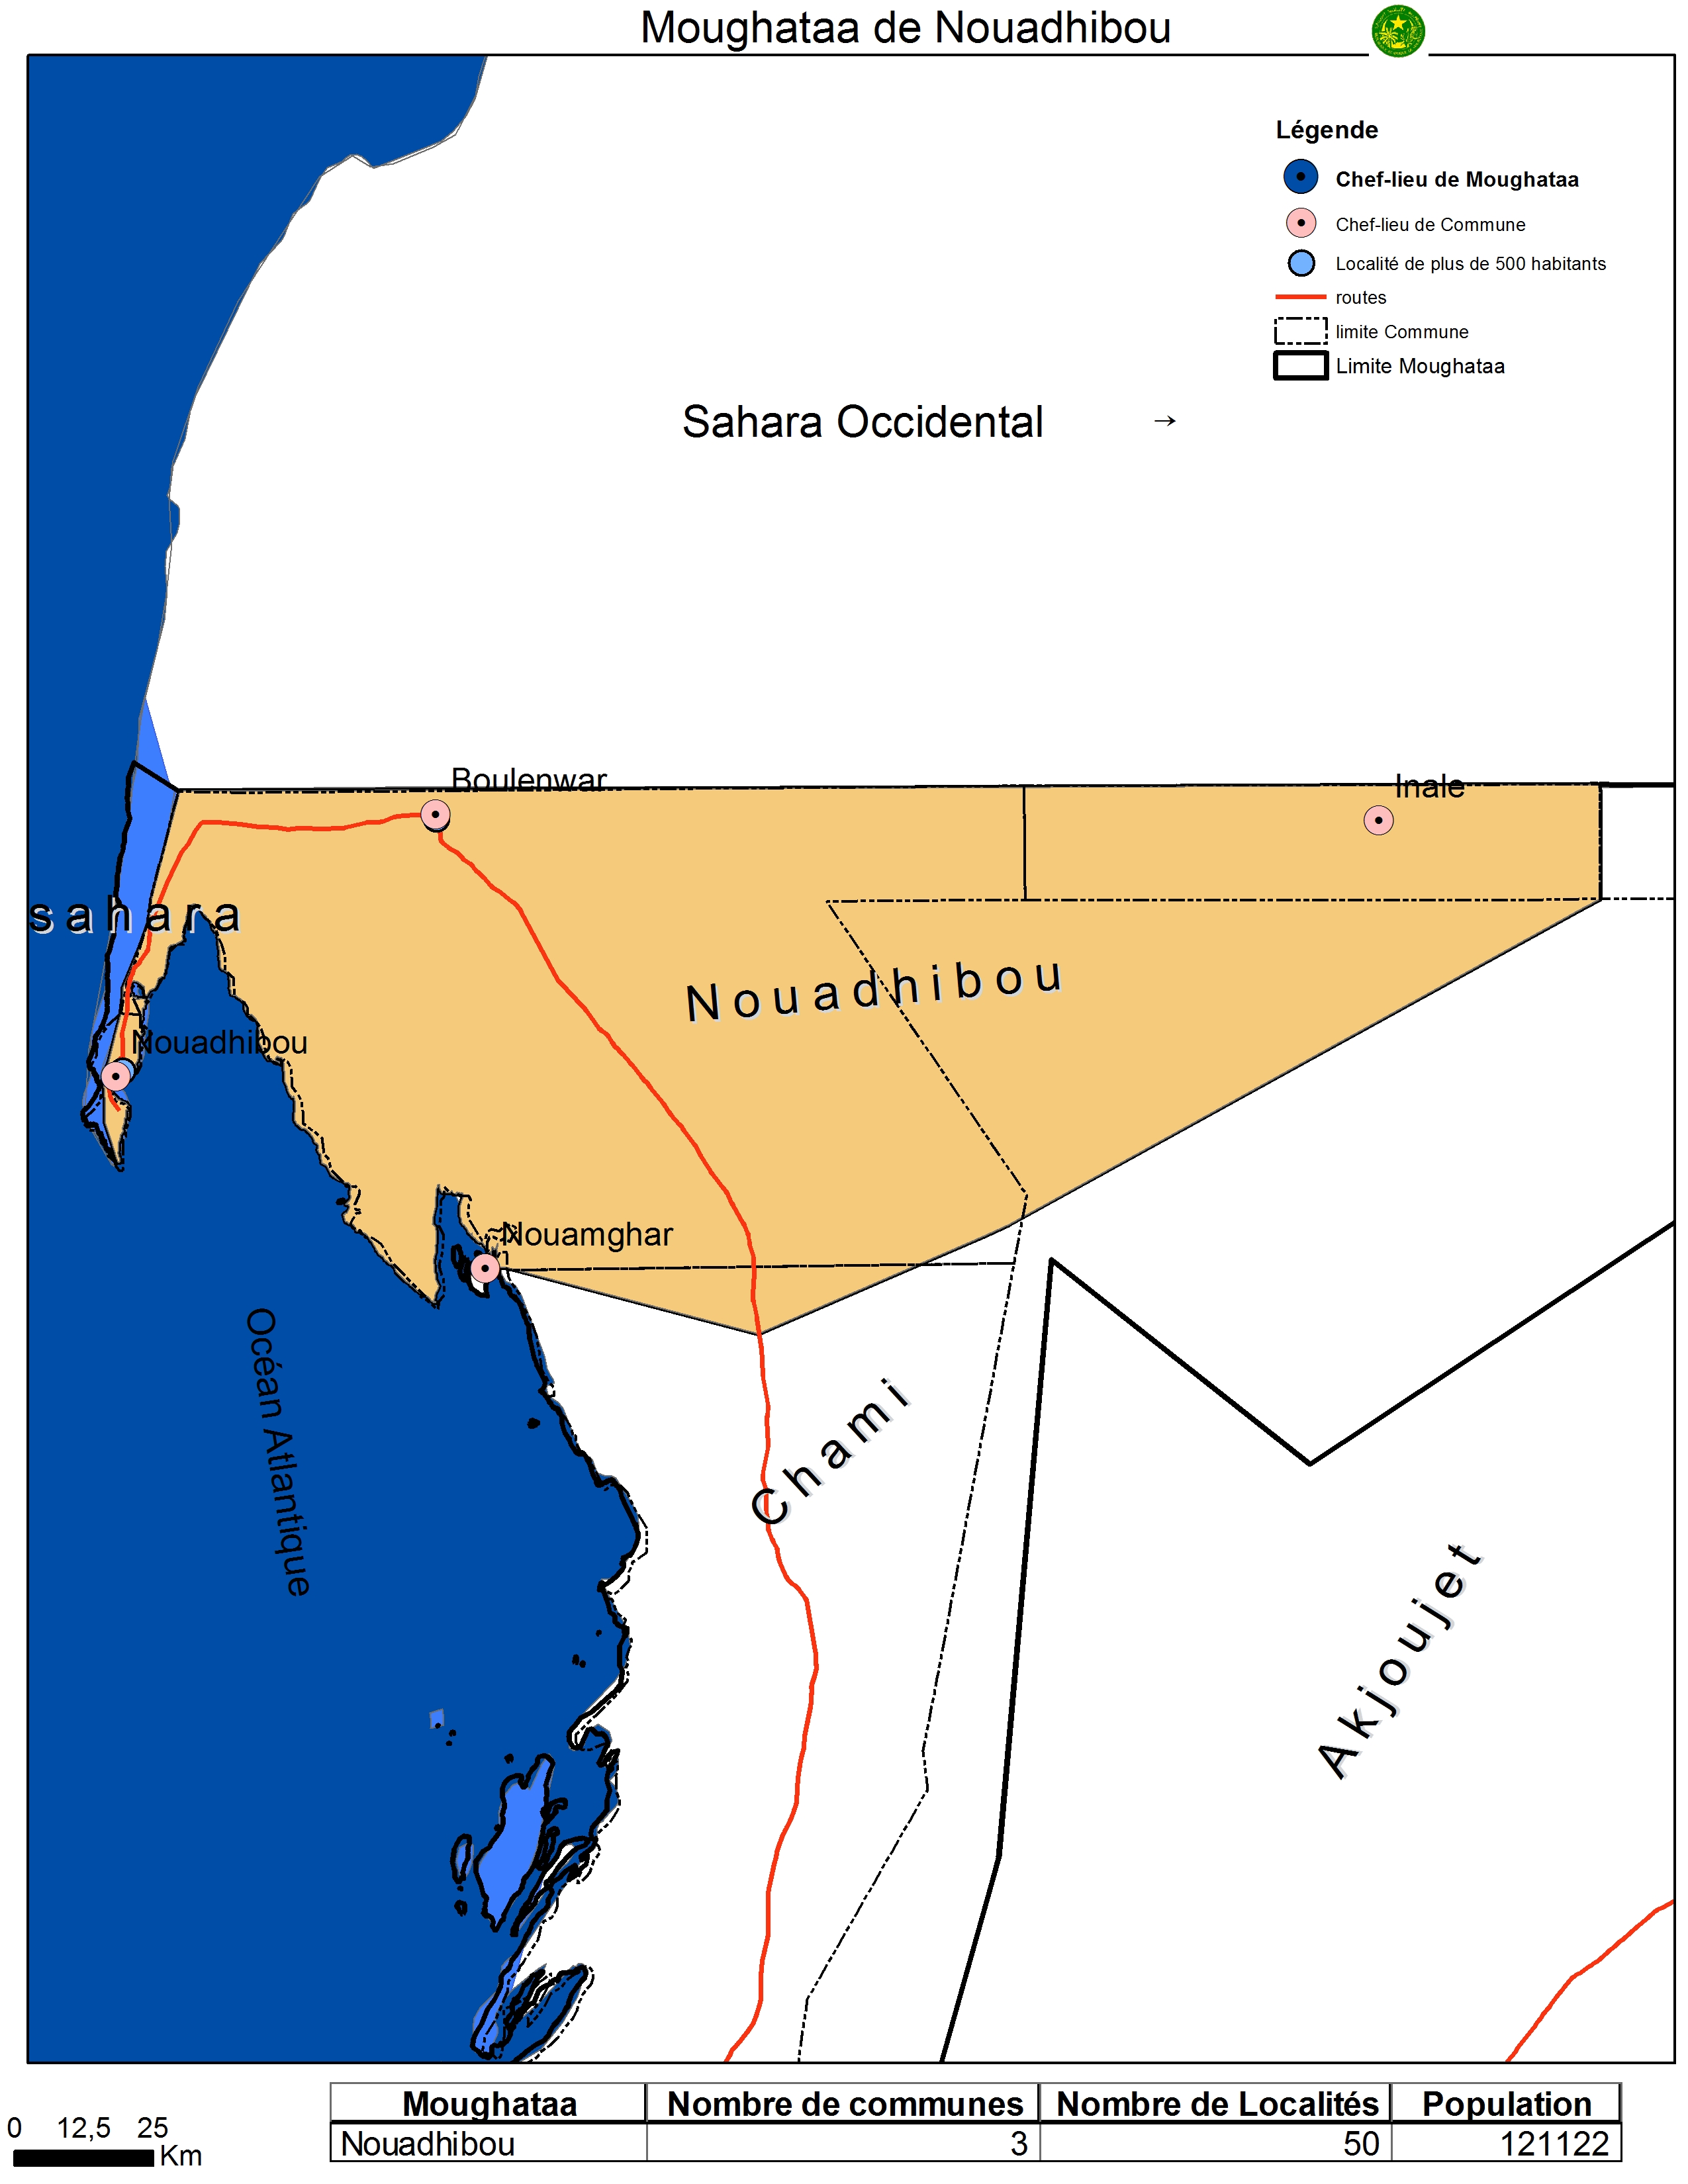 Moughataa de Nouadhibou
Légende
Chef-lieu de Moughataa
Chef-lieu de Commune
Localité de plus de 500 habitants
routes
limite Commune
Limite Moughataa
Sahara Occidental →
Boulenwar
Inale
sahara
Nouadhibou
Nouadhibou
Nouamghar
Océan Atlantique
Chami
Akjoujet
0 12,5 25
Km
Moughataa Nombre de communes Nombre de Localités Population
Nouadhibou 3 50 121122